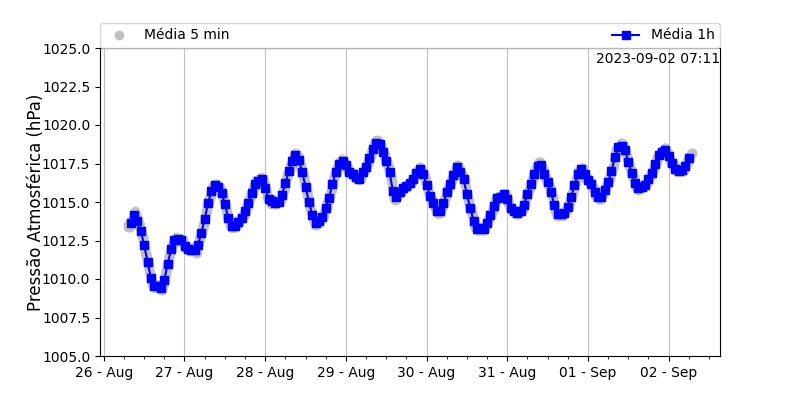 Média 5 min
Média 1h
2023-09-02 07:11
Pressão Atmosférica (hPa)
1025.0
1022.5
1020.0
1017.5
1015.0
1012.5
1010.0
1007.5
1005.0
26 - Aug
27 - Aug
28 - Aug
29 - Aug
30 - Aug
31 - Aug
01 - Sep
02 - Sep